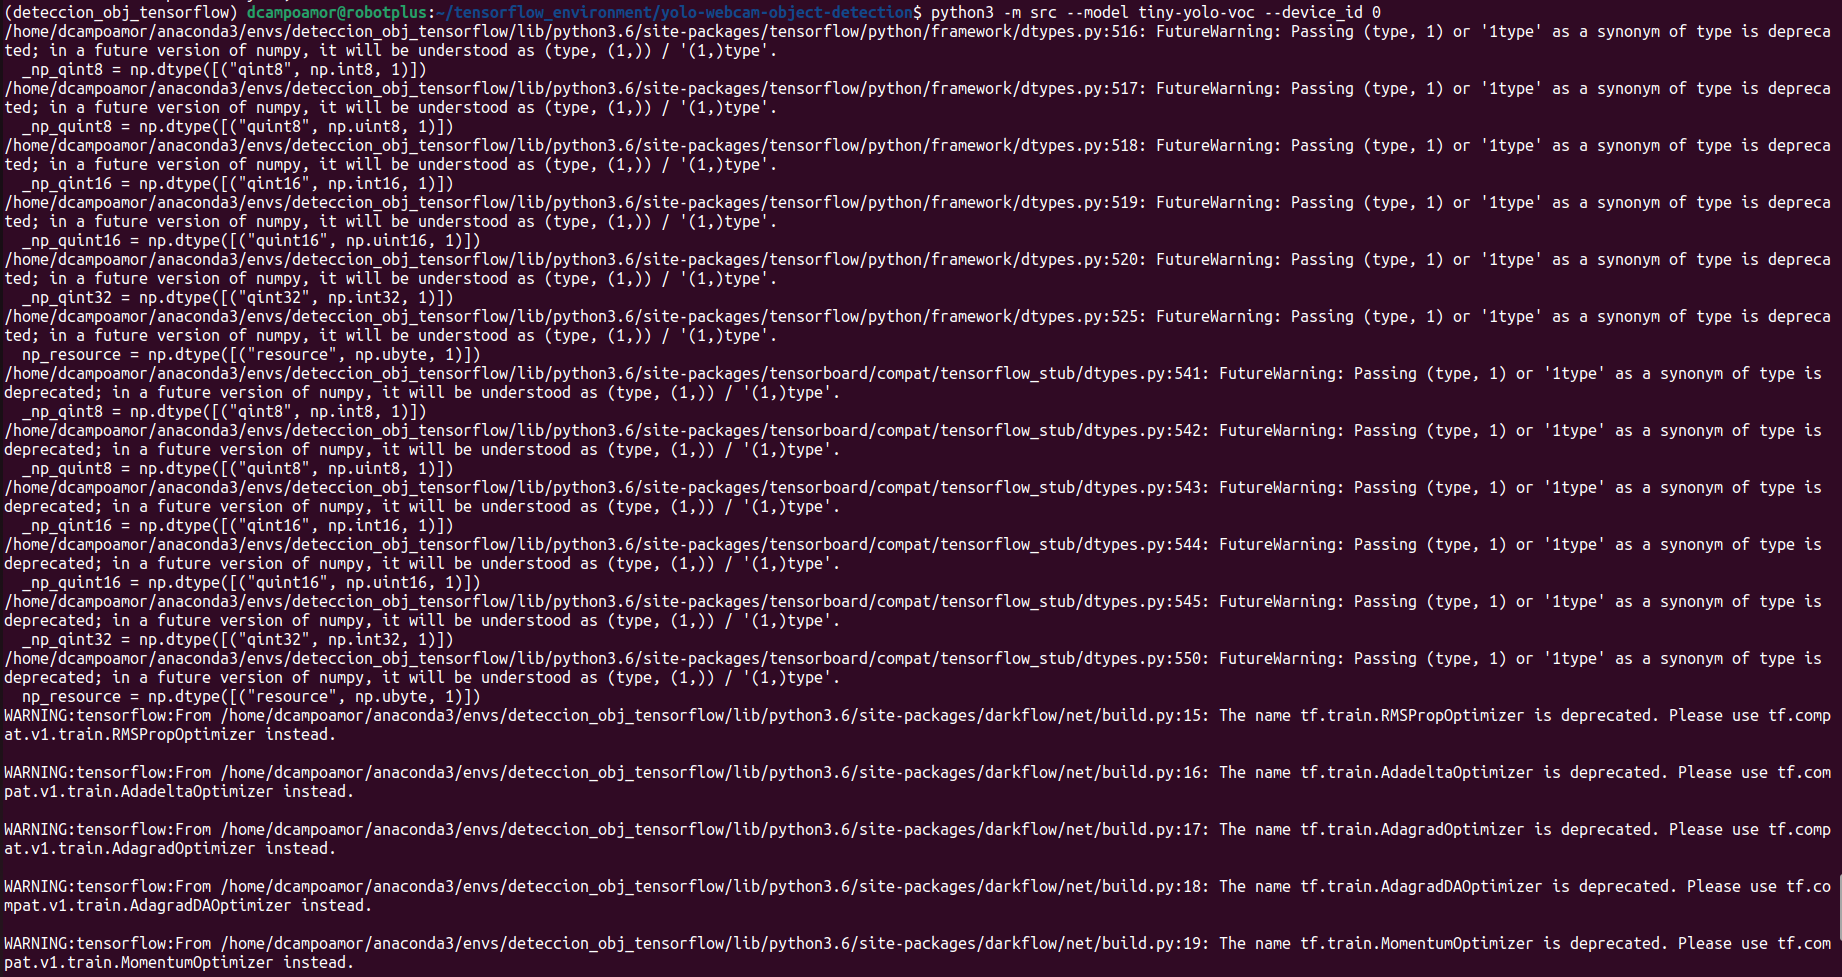 (deteccion_obj_tensorflow) dcampoamor@robotplus:~/tensorflow_environment/yolo-webcam-object-detection$ python3 -m src --model tiny-yolo-voc --device_id 0
/home/dcampoamor/anaconda3/envs/deteccion_obj_tensorflow/lib/python3.6/site-packages/tensorflow/python/framework/dtypes.py:516: FutureWarning: Passing (type, 1) or '1type' as a synonym of type is depreca
ted; in a future version of numpy, it will be understood as (type, (1,)) / '(1,)type'.
  _np_qint8 = np.dtype([("qint8", np.int8, 1)])
/home/dcampoamor/anaconda3/envs/deteccion_obj_tensorflow/lib/python3.6/site-packages/tensorflow/python/framework/dtypes.py:517: FutureWarning: Passing (type, 1) or '1type' as a synonym of type is depreca
ted; in a future version of numpy, it will be understood as (type, (1,)) / '(1,)type'.
  _np_quint8 = np.dtype([("quint8", np.uint8, 1)])
/home/dcampoamor/anaconda3/envs/deteccion_obj_tensorflow/lib/python3.6/site-packages/tensorflow/python/framework/dtypes.py:518: FutureWarning: Passing (type, 1) or '1type' as a synonym of type is depreca
ted; in a future version of numpy, it will be understood as (type, (1,)) / '(1,)type'.
  _np_qint16 = np.dtype([("qint16", np.int16, 1)])
/home/dcampoamor/anaconda3/envs/deteccion_obj_tensorflow/lib/python3.6/site-packages/tensorflow/python/framework/dtypes.py:519: FutureWarning: Passing (type, 1) or '1type' as a synonym of type is depreca
ted; in a future version of numpy, it will be understood as (type, (1,)) / '(1,)type'.
  _np_quint16 = np.dtype([("quint16", np.uint16, 1)])
/home/dcampoamor/anaconda3/envs/deteccion_obj_tensorflow/lib/python3.6/site-packages/tensorflow/python/framework/dtypes.py:520: FutureWarning: Passing (type, 1) or '1type' as a synonym of type is depreca
ted; in a future version of numpy, it will be understood as (type, (1,)) / '(1,)type'.
  _np_qint32 = np.dtype([("qint32", np.int32, 1)])
/home/dcampoamor/anaconda3/envs/deteccion_obj_tensorflow/lib/python3.6/site-packages/tensorflow/python/framework/dtypes.py:525: FutureWarning: Passing (type, 1) or '1type' as a synonym of type is depreca
ted; in a future version of numpy, it will be understood as (type, (1,)) / '(1,)type'.
  np_resource = np.dtype([("resource", np.ubyte, 1)])
/home/dcampoamor/anaconda3/envs/deteccion_obj_tensorflow/lib/python3.6/site-packages/tensorboard/compat/tensorflow_stub/dtypes.py:541: FutureWarning: Passing (type, 1) or '1type' as a synonym of type is
deprecated; in a future version of numpy, it will be understood as (type, (1,)) / '(1,)type'.
  _np_qint8 = np.dtype([("qint8", np.int8, 1)])
/home/dcampoamor/anaconda3/envs/deteccion_obj_tensorflow/lib/python3.6/site-packages/tensorboard/compat/tensorflow_stub/dtypes.py:542: FutureWarning: Passing (type, 1) or '1type' as a synonym of type is
deprecated; in a future version of numpy, it will be understood as (type, (1,)) / '(1,)type'.
  _np_quint8 = np.dtype([("quint8", np.uint8, 1)])
/home/dcampoamor/anaconda3/envs/deteccion_obj_tensorflow/lib/python3.6/site-packages/tensorboard/compat/tensorflow_stub/dtypes.py:543: FutureWarning: Passing (type, 1) or '1type' as a synonym of type is
deprecated; in a future version of numpy, it will be understood as (type, (1,)) / '(1,)type'.
  _np_qint16 = np.dtype([("qint16", np.int16, 1)])
/home/dcampoamor/anaconda3/envs/deteccion_obj_tensorflow/lib/python3.6/site-packages/tensorboard/compat/tensorflow_stub/dtypes.py:544: FutureWarning: Passing (type, 1) or '1type' as a synonym of type is
deprecated; in a future version of numpy, it will be understood as (type, (1,)) / '(1,)type'.
  _np_quint16 = np.dtype([("quint16", np.uint16, 1)])
/home/dcampoamor/anaconda3/envs/deteccion_obj_tensorflow/lib/python3.6/site-packages/tensorboard/compat/tensorflow_stub/dtypes.py:545: FutureWarning: Passing (type, 1) or '1type' as a synonym of type is
deprecated; in a future version of numpy, it will be understood as (type, (1,)) / '(1,)type'.
  _np_qint32 = np.dtype([("qint32", np.int32, 1)])
/home/dcampoamor/anaconda3/envs/deteccion_obj_tensorflow/lib/python3.6/site-packages/tensorboard/compat/tensorflow_stub/dtypes.py:550: FutureWarning: Passing (type, 1) or '1type' as a synonym of type is
deprecated; in a future version of numpy, it will be understood as (type, (1,)) / '(1,)type'.
  np_resource = np.dtype([("resource", np.ubyte, 1)])
WARNING:tensorflow:From /home/dcampoamor/anaconda3/envs/deteccion_obj_tensorflow/lib/python3.6/site-packages/darkflow/net/build.py:15: The name tf.train.RMSPropOptimizer is deprecated. Please use tf.comp
at.v1.train.RMSPropOptimizer instead.

WARNING:tensorflow:From /home/dcampoamor/anaconda3/envs/deteccion_obj_tensorflow/lib/python3.6/site-packages/darkflow/net/build.py:16: The name tf.train.AdadeltaOptimizer is deprecated. Please use tf.com
pat.v1.train.AdadeltaOptimizer instead.

WARNING:tensorflow:From /home/dcampoamor/anaconda3/envs/deteccion_obj_tensorflow/lib/python3.6/site-packages/darkflow/net/build.py:17: The name tf.train.AdagradOptimizer is deprecated. Please use tf.comp
at.v1.train.AdagradOptimizer instead.

WARNING:tensorflow:From /home/dcampoamor/anaconda3/envs/deteccion_obj_tensorflow/lib/python3.6/site-packages/darkflow/net/build.py:18: The name tf.train.AdagradDAOptimizer is deprecated. Please use tf.co
mpat.v1.train.AdagradDAOptimizer instead.

WARNING:tensorflow:From /home/dcampoamor/anaconda3/envs/deteccion_obj_tensorflow/lib/python3.6/site-packages/darkflow/net/build.py:19: The name tf.train.MomentumOptimizer is deprecated. Please use tf.com
pat.v1.train.MomentumOptimizer instead.